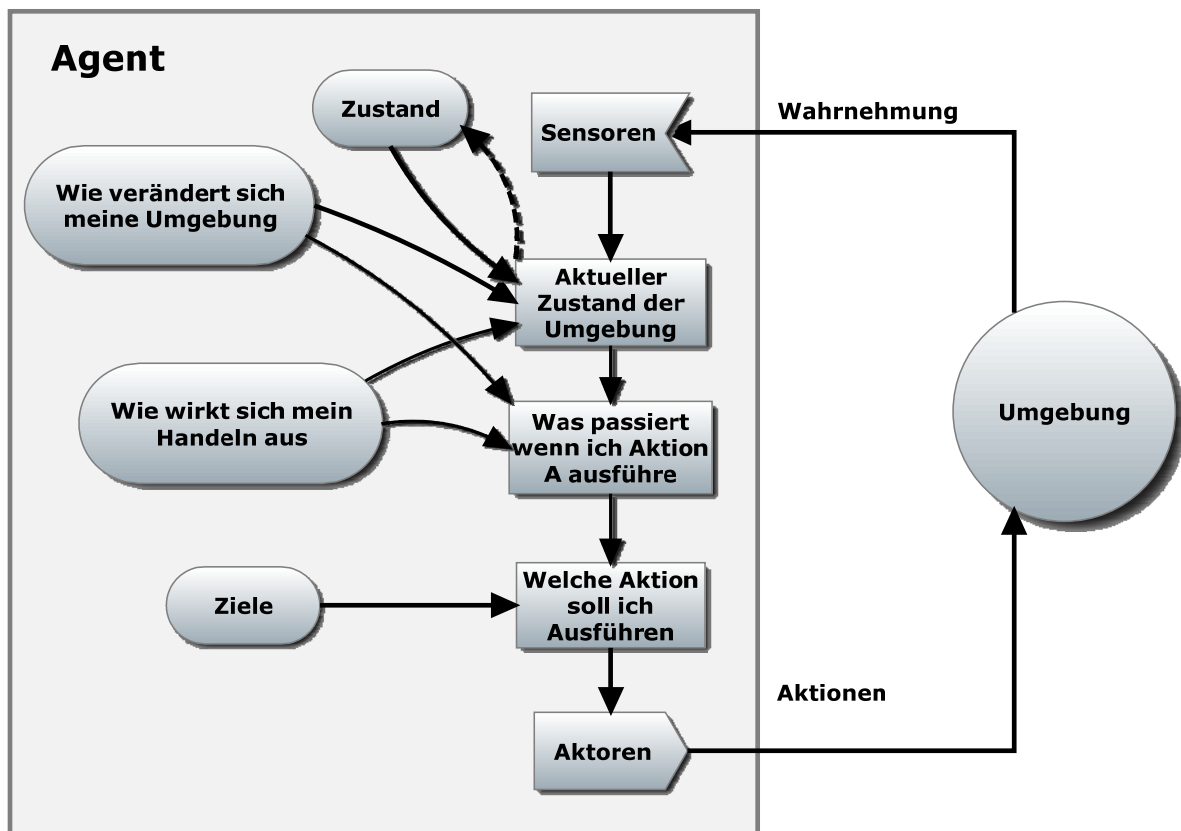 Agent
Zustand
Sensoren
Wahrnehmung
Wie verändert sich
meine Umgebung
Aktueller
Zustand der
Umgebung
Wie wirkt sich mein
Handeln aus
Was passiert
wenn ich Aktion
A ausführe
Umgebung
Ziele
Welche Aktion
soll ich
Ausführen
Aktionen
Aktoren